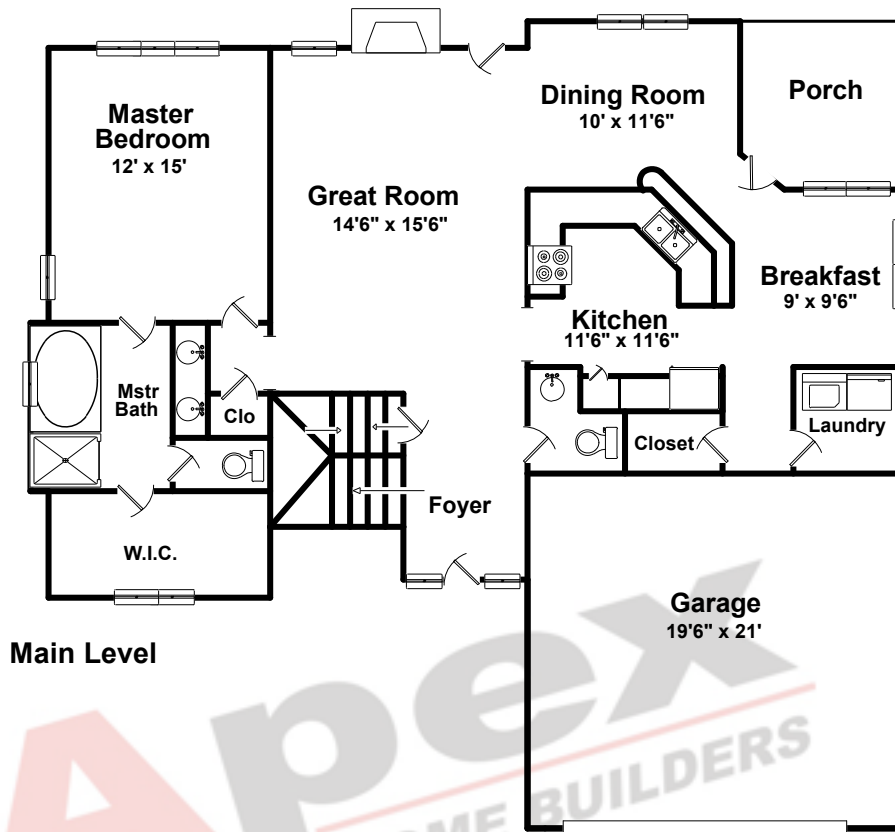 Master
Bedroom
12' x 15'
Great Room
14'6" x 15'6"
Dining Room
10' x 11'6"
Porch
Breakfast
9' x 9'6"
Kitchen
11'6" x 11'6"
Mstr
Bath
Clo
Closet
Laundry
Foyer
W.I.C.
Garage
19'6" x 21'
Main Level
Apex
HOME BUILDERS